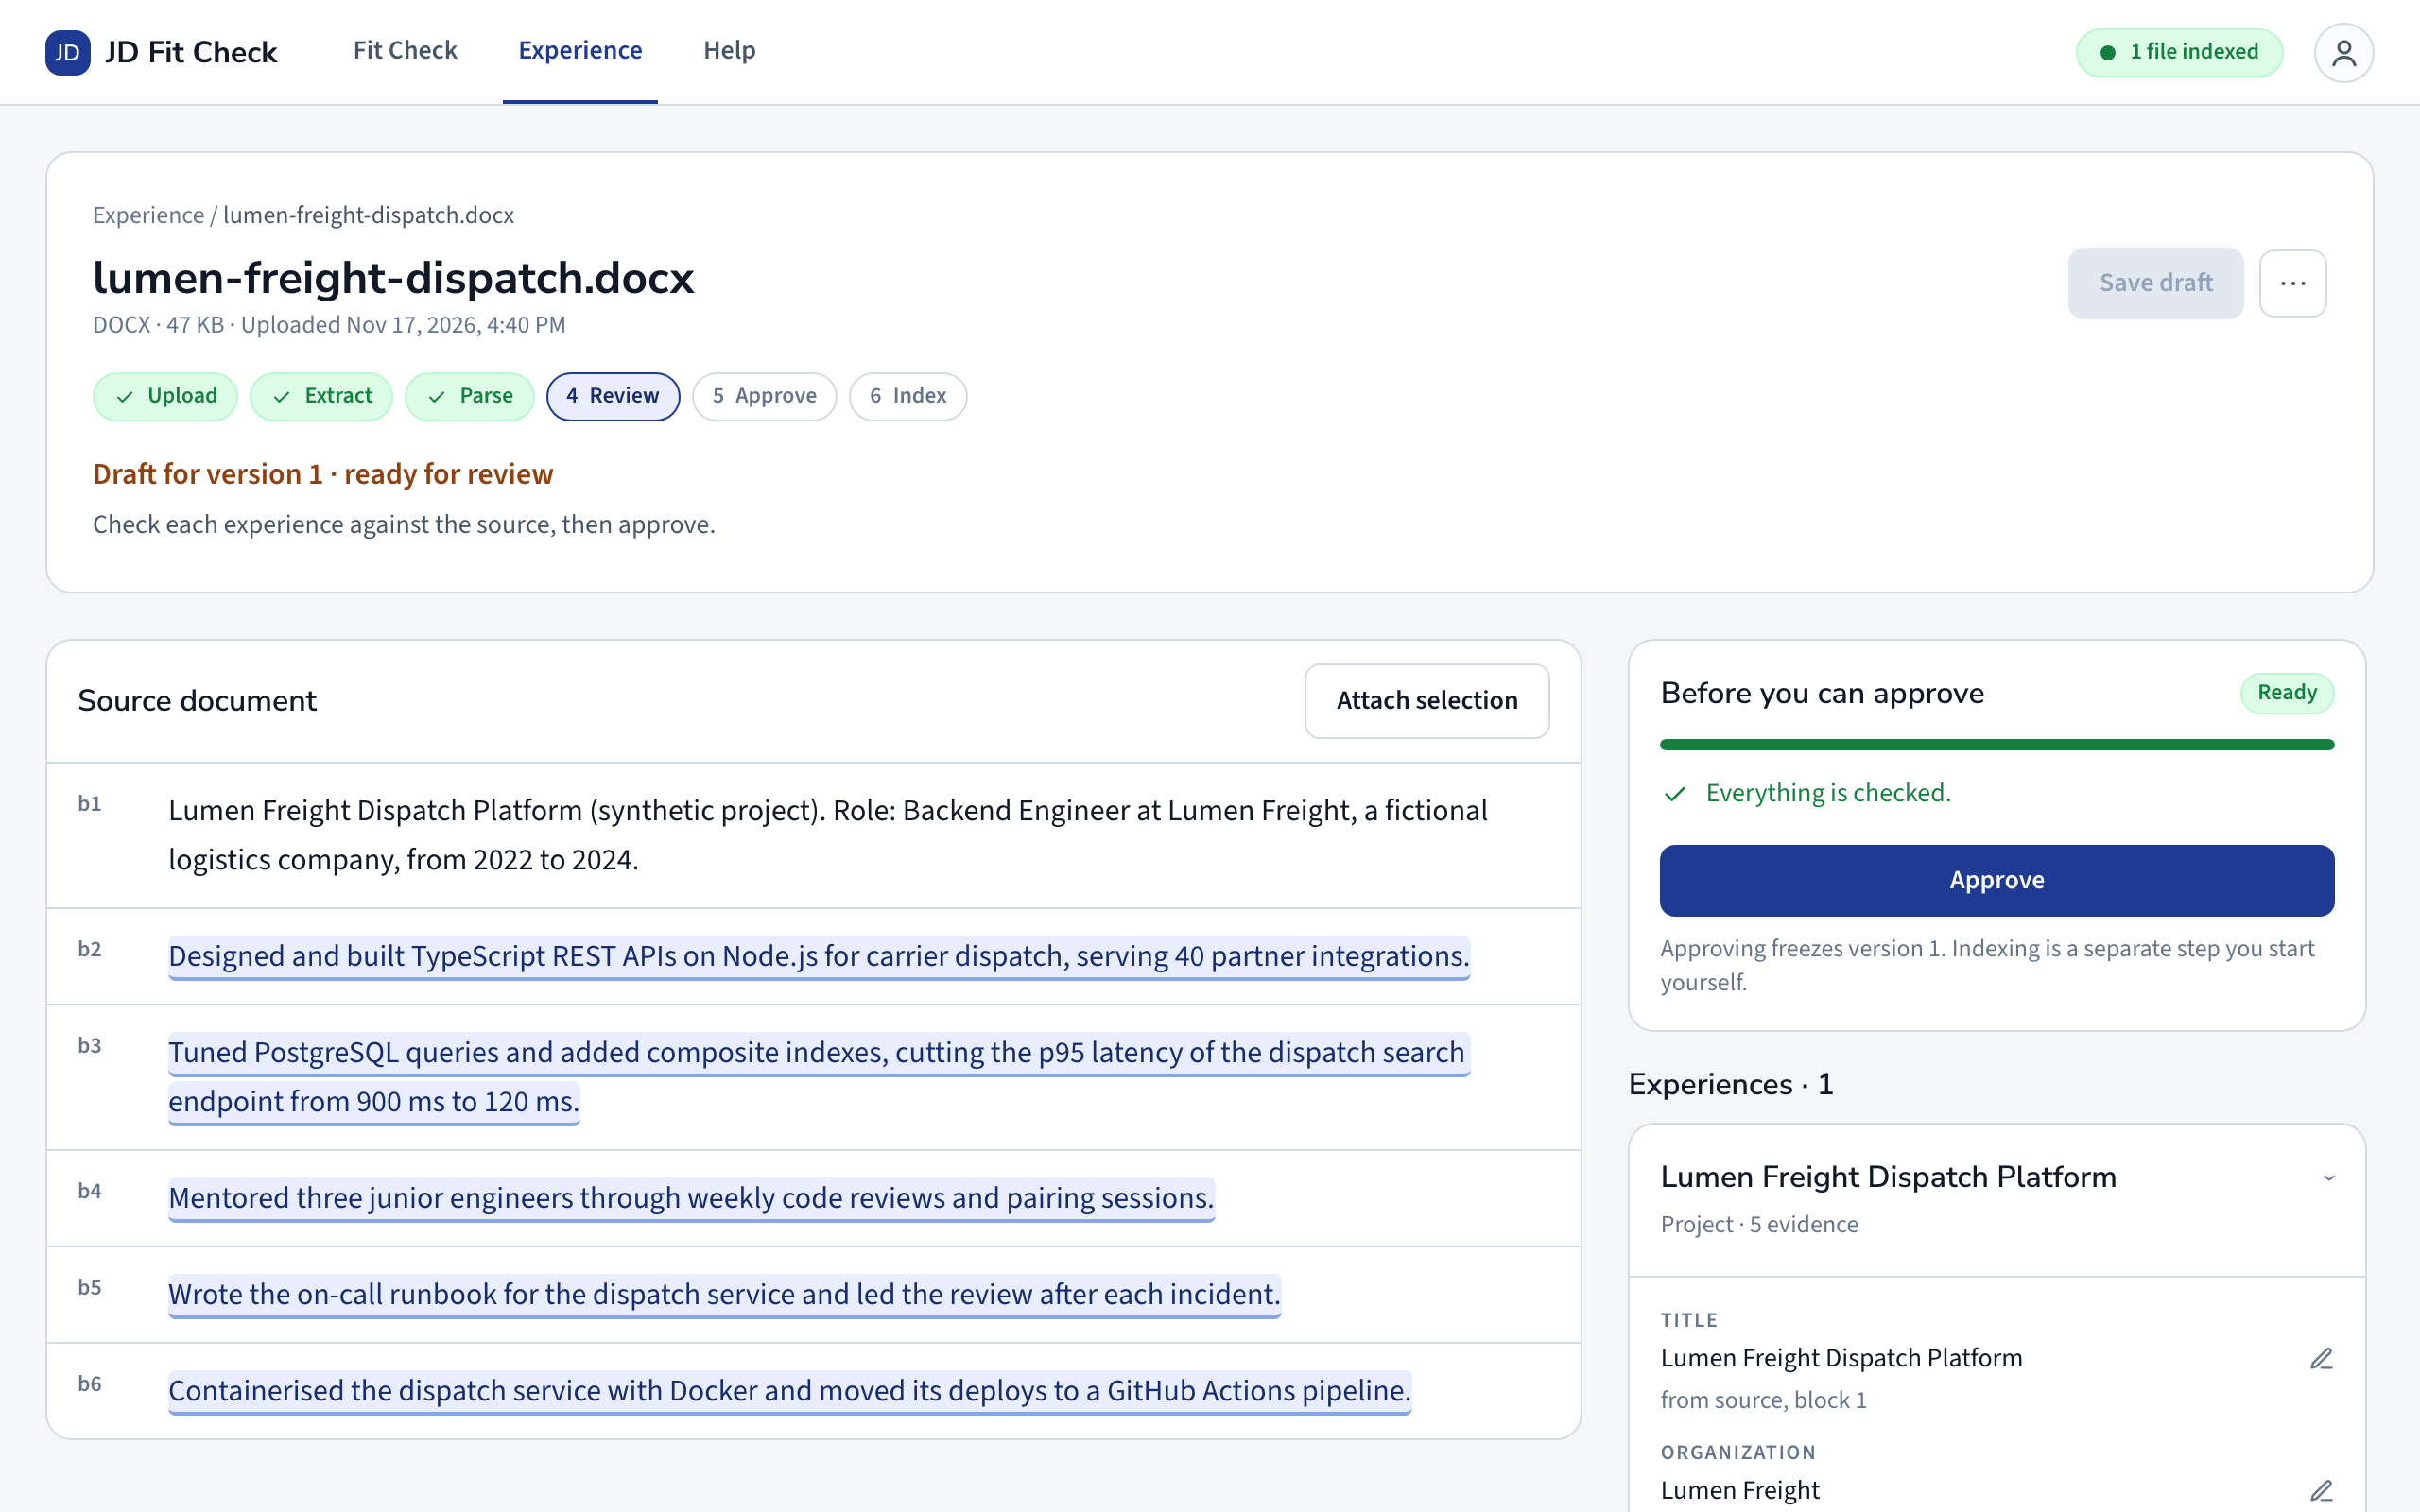 JD JD Fit Check Fit Check Experience Help 1 file indexed
Experience / lumen-freight-dispatch.docx
lumen-freight-dispatch.docx
Save draft ...
DOCX · 47 KB · Uploaded Nov 17, 2026, 4:40 PM
Upload Extract Parse 4 Review 5 Approve 6 Index
Draft for version 1 · ready for review
Check each experience against the source, then approve.
Source document
Attach selection
b1 Lumen Freight Dispatch Platform (synthetic project). Role: Backend Engineer at Lumen Freight, a fictional
logistics company, from 2022 to 2024.
b2 Designed and built TypeScript REST APIs on Node.js for carrier dispatch, serving 40 partner integrations.
b3 Tuned PostgreSQL queries and added composite indexes, cutting the p95 latency of the dispatch search
endpoint from 900 ms to 120 ms.
b4 Mentored three junior engineers through weekly code reviews and pairing sessions.
b5 Wrote the on-call runbook for the dispatch service and led the review after each incident.
b6 Containerised the dispatch service with Docker and moved its deploys to a GitHub Actions pipeline.
Before you can approve Ready
Everything is checked.
Approve
Approving freezes version 1. Indexing is a separate step you start
yourself.
Experiences · 1
Lumen Freight Dispatch Platform
Project · 5 evidence
TITLE
Lumen Freight Dispatch Platform
from source, block 1
ORGANIZATION
Lumen Freight